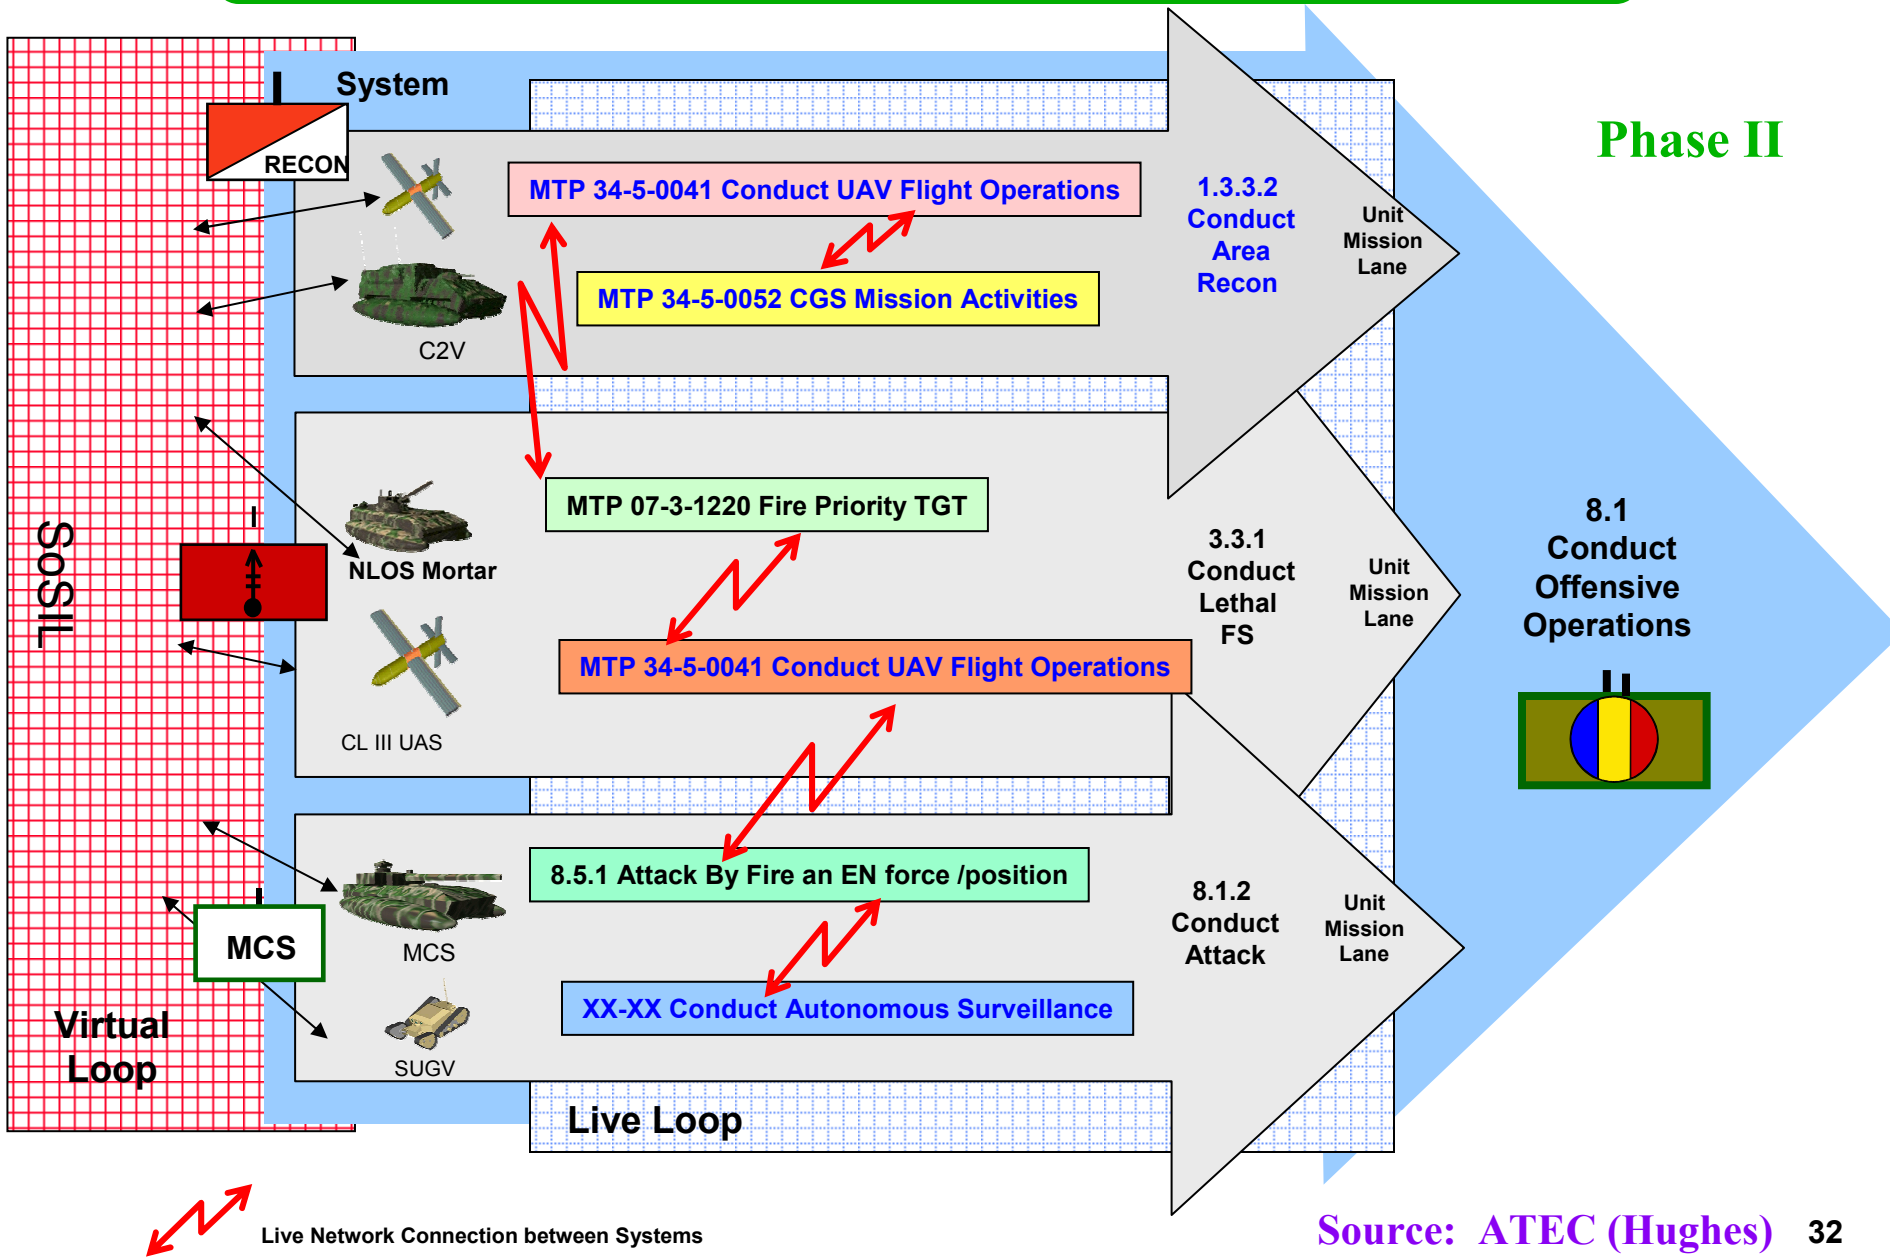 System
Phase II
RECON
MTP 34-5-0041 Conduct UAV Flight Operations
1.3.3.2
Conduct
Area
Recon
Unit
Mission
Lane
MTP 34-5-0052 CGS Mission Activities
C2V
MTP 07-3-1220 Fire Priority TGT
NLOS Mortar
3.3.1
Conduct
Lethal
FS
Unit
Mission
Lane
8.1
Conduct
Offensive
Operations
SoSIL
MTP 34-5-0041 Conduct UAV Flight Operations
CL III UAS
8.5.1 Attack By Fire an EN force /position
MCS
MCS
8.1.2
Conduct
Attack
Unit
Mission
Lane
XX-XX Conduct Autonomous Surveillance
SUGV
Virtual
Loop
Live Loop
Live Network Connection between Systems
Source: ATEC (Hughes) 32